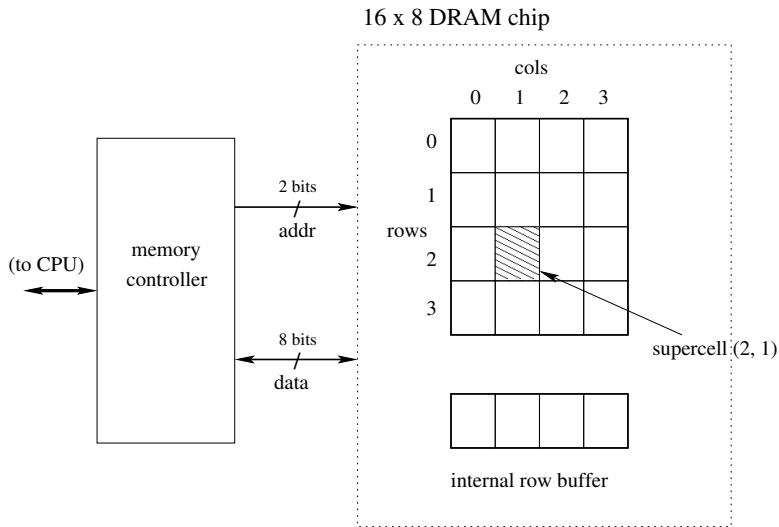 16 x 8 DRAM chip
cols
0 1 2 3
0
1
rows
2
3
2 bits
addr
memory
controller
(to CPU)
8 bits
data
supercell (2, 1)
internal row buffer